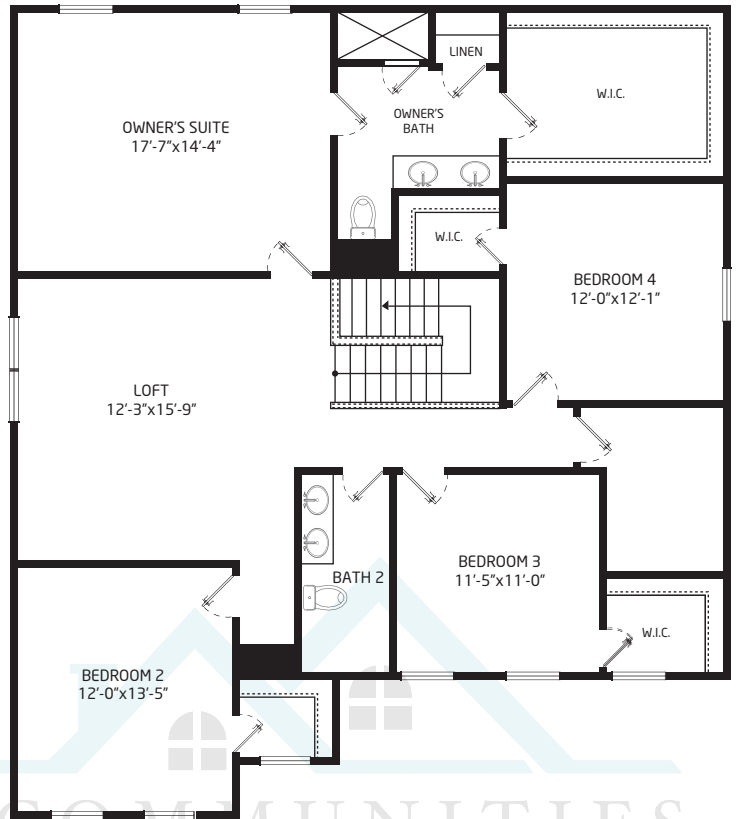 LINEN
W.I.C.
OWNER'S
BATH
OWNER'S SUITE
17'-7"x14'-4"
W.I.C.
BEDROOM 4
12'-0"x12'-1"
LOFT
12'-3"x15'-9"
BEDROOM 3
11'-5"x11'-0"
BATH 2
W.I.C.
BEDROOM 2
12'-0"x13'-5"
COMMUNITIES